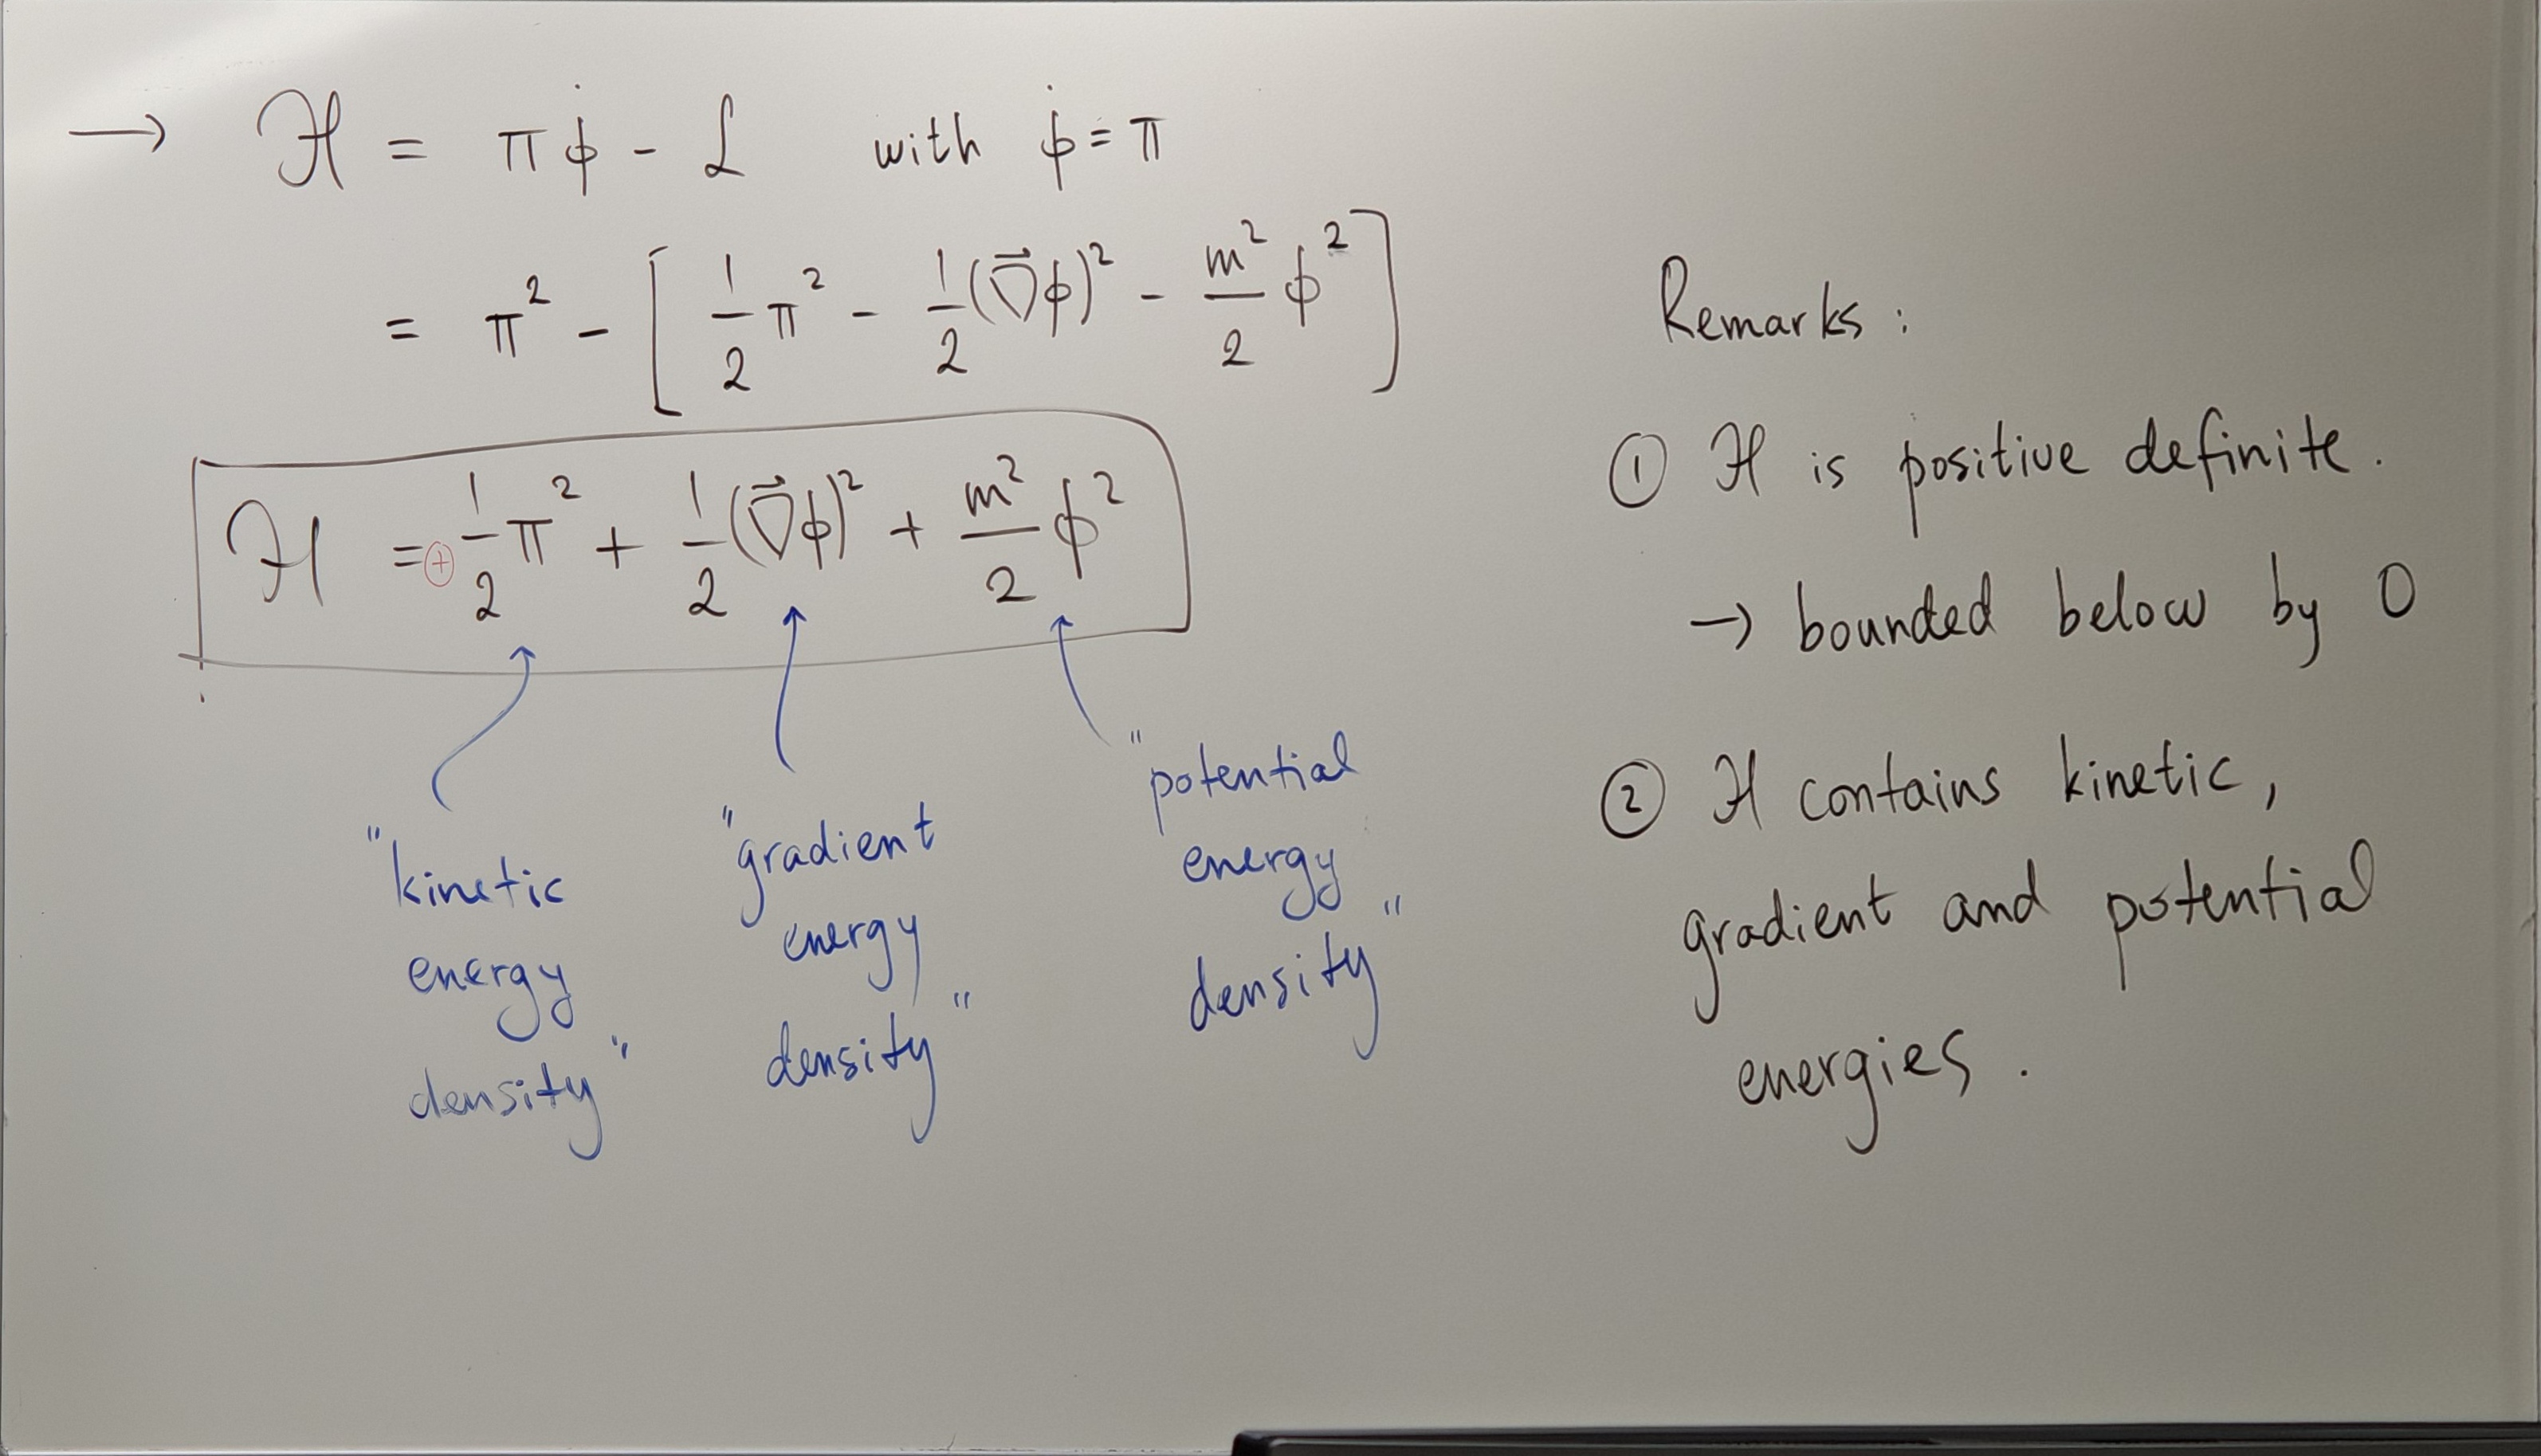 → ℋ = π ϕ̇ - ℒ with ϕ̇ = π
= π² - [ 1/2 π² - 1/2 (∇⃗ϕ)² - m²/2 ϕ² ]
ℋ = ⊕ 1/2 π² + 1/2 (∇⃗ϕ)² + m²/2 ϕ²
"kinetic
energy
density"
"gradient
energy
density"
"potential
energy
density"
Remarks :
① ℋ is positive definite.
→ bounded below by 0
② ℋ contains kinetic,
gradient and potential
energies.